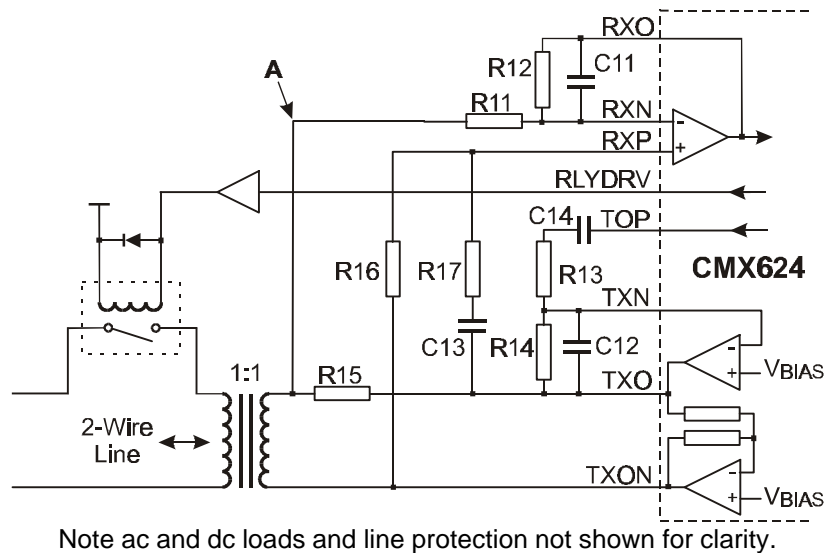 RXO
R12
C11
A
R11
RXN
-
RXP
+
RLYDRV
C14
TOP
CMX624
R16
R17
R13
TXN
-
C13
R14
C12
+
VBIAS
1:1
R15
TXO
2-Wire
Line
-
TXON
+
VBIAS
Note ac and dc loads and line protection not shown for clarity.